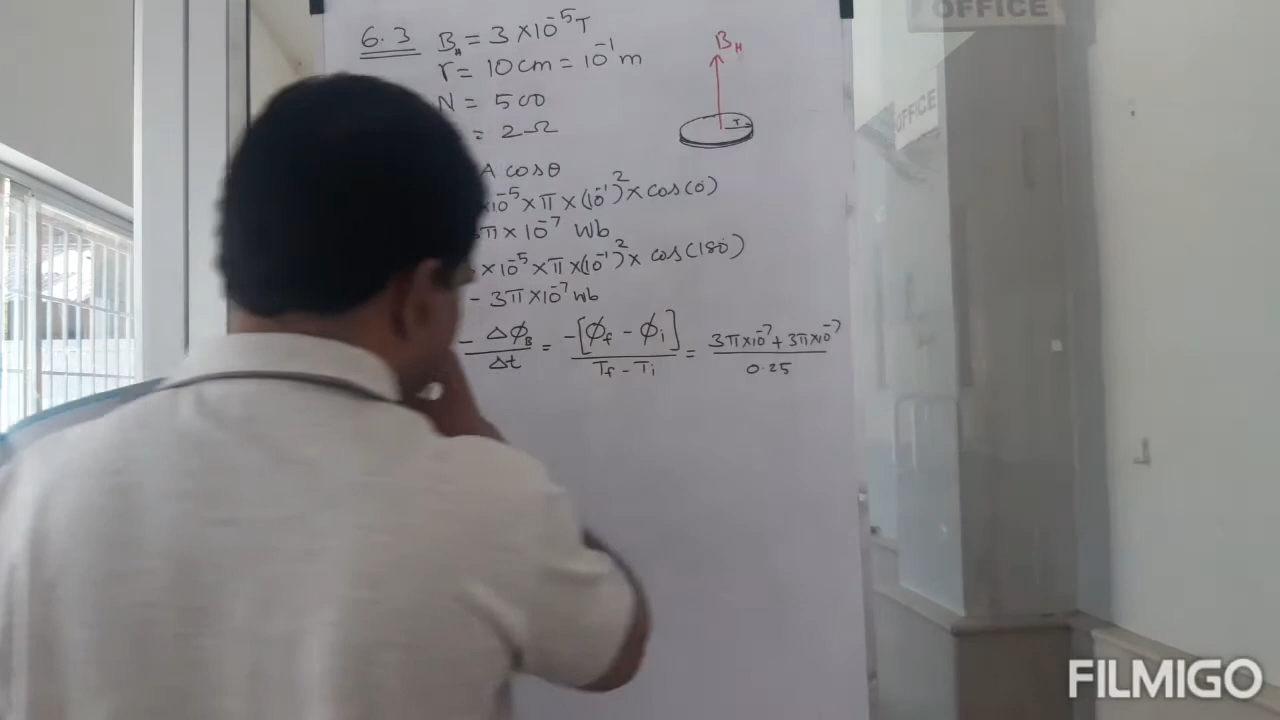 OFFICE
OFFICE
6.3 B_H = 3 × 10⁻⁵ T
r = 10 cm = 10⁻¹ m
N = 500
= 2 Ω
B_H
r
A cos θ
× 10⁻⁵ × π × (10⁻¹)² × cos(0°)
π × 10⁻⁷ Wb
× 10⁻⁵ × π × (10⁻¹)² × cos(180°)
- 3π × 10⁻⁷ Wb
- Δϕ_B / Δt = -[ϕ_f - ϕ_i] / T_f - T_i = 3π×10⁻⁷ + 3π×10⁻⁷ / 0.25
FILMIGO